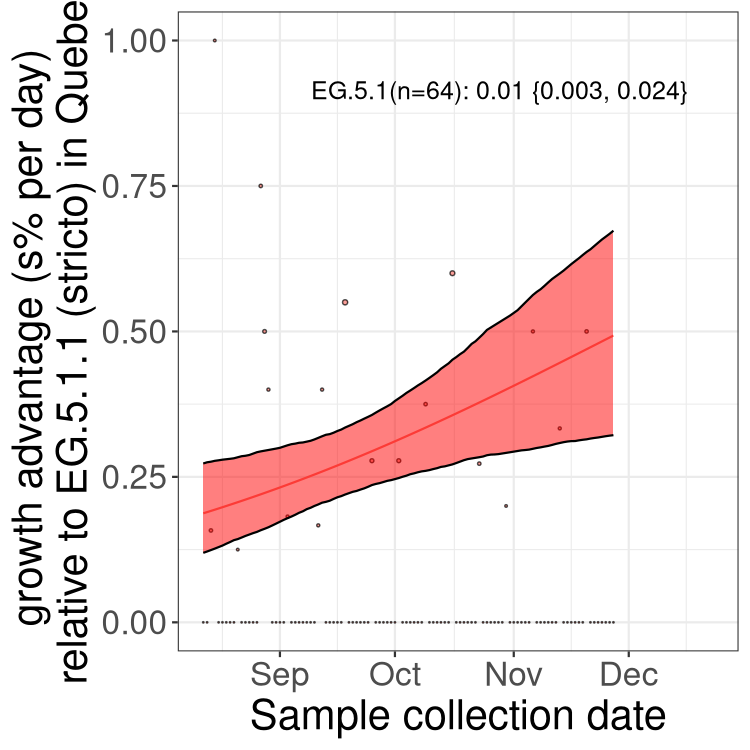 growth advantage (s% per day)
relative to EG.5.1.1 (stricto) in Quebe
1.00
0.75
0.50
0.25
0.00
EG.5.1(n=64): 0.01 {0.003, 0.024}
Sep Oct Nov Dec
Sample collection date